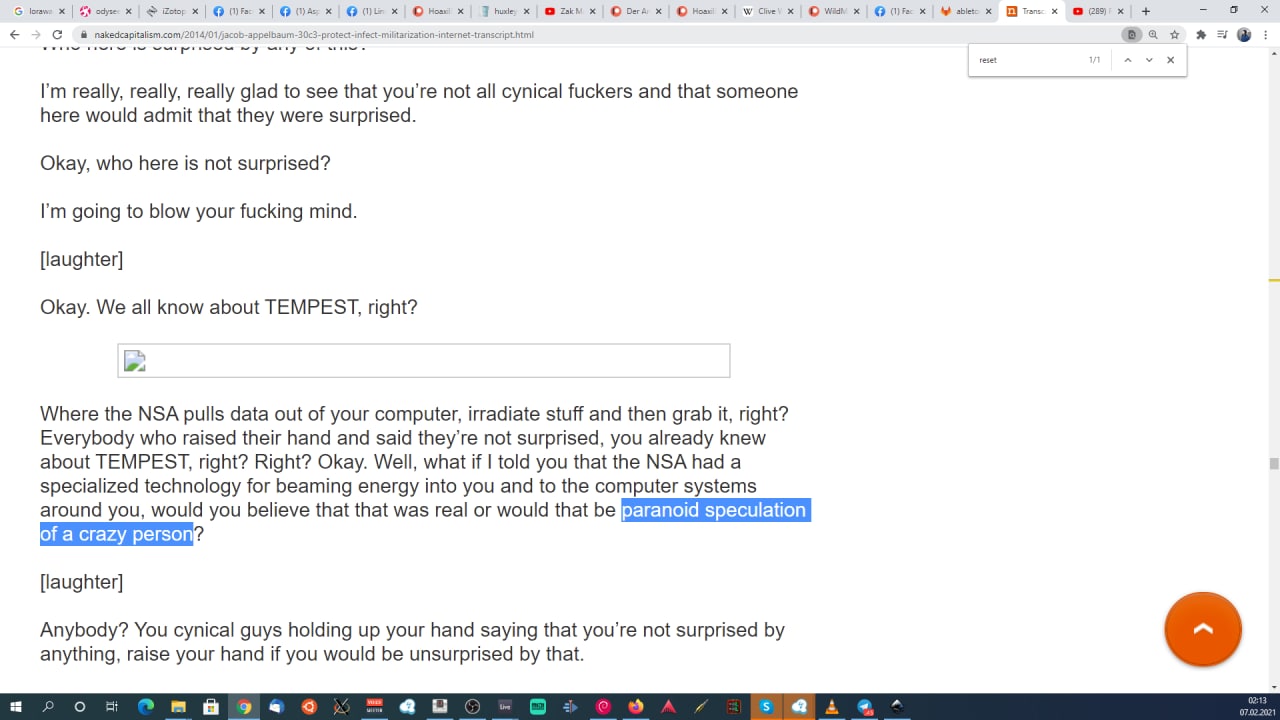 lorawa
odyse
iZotop
(1) Fac
(1) Asp
(1) Lin
Hoaxil
huxley
Zak M
Der Ar
Hoaxil
Clive W
WildM
(1) Fac
ableto
Transc
(289) F
nakedcapitalism.com/2014/01/jacob-appelbaum-30c3-protect-infect-militarization-internet-transcript.html
reset 1/1
Who here is surprised by any of this?
I’m really, really, really glad to see that you’re not all cynical fuckers and that someone
here would admit that they were surprised.
Okay, who here is not surprised?
I’m going to blow your fucking mind.
[laughter]
Okay. We all know about TEMPEST, right?
Where the NSA pulls data out of your computer, irradiate stuff and then grab it, right?
Everybody who raised their hand and said they’re not surprised, you already knew
about TEMPEST, right? Right? Okay. Well, what if I told you that the NSA had a
specialized technology for beaming energy into you and to the computer systems
around you, would you believe that that was real or would that be paranoid speculation
of a crazy person?
[laughter]
Anybody? You cynical guys holding up your hand saying that you’re not surprised by
anything, raise your hand if you would be unsurprised by that.
Live
02:13
07.02.2021